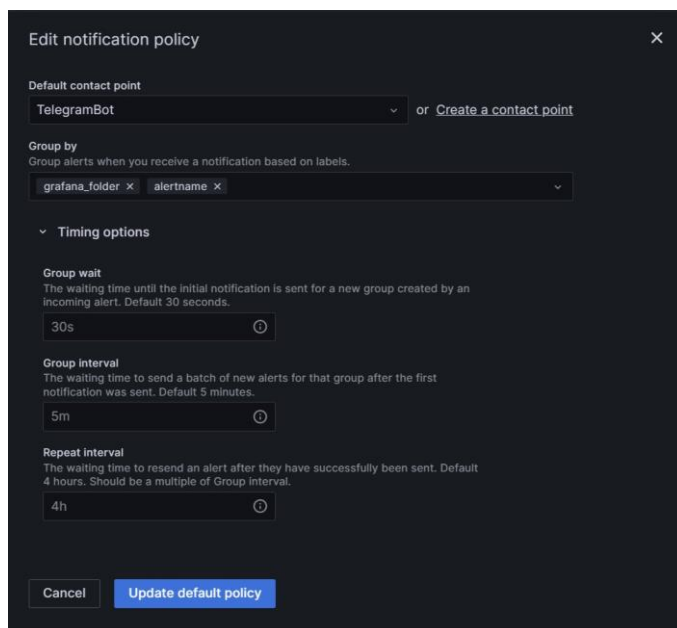 Edit notification policy
Default contact point
TelegramBot
or Create a contact point
Group by
Group alerts when you receive a notification based on labels.
grafana_folder × alertname ×
Timing options
Group wait
The waiting time until the initial notification is sent for a new group created by an
incoming alert. Default 30 seconds.
30s
Group interval
The waiting time to send a batch of new alerts for that group after the first
notification was sent. Default 5 minutes.
5m
Repeat interval
The waiting time to resend an alert after they have successfully been sent. Default
4 hours. Should be a multiple of Group interval.
4h
Cancel
Update default policy